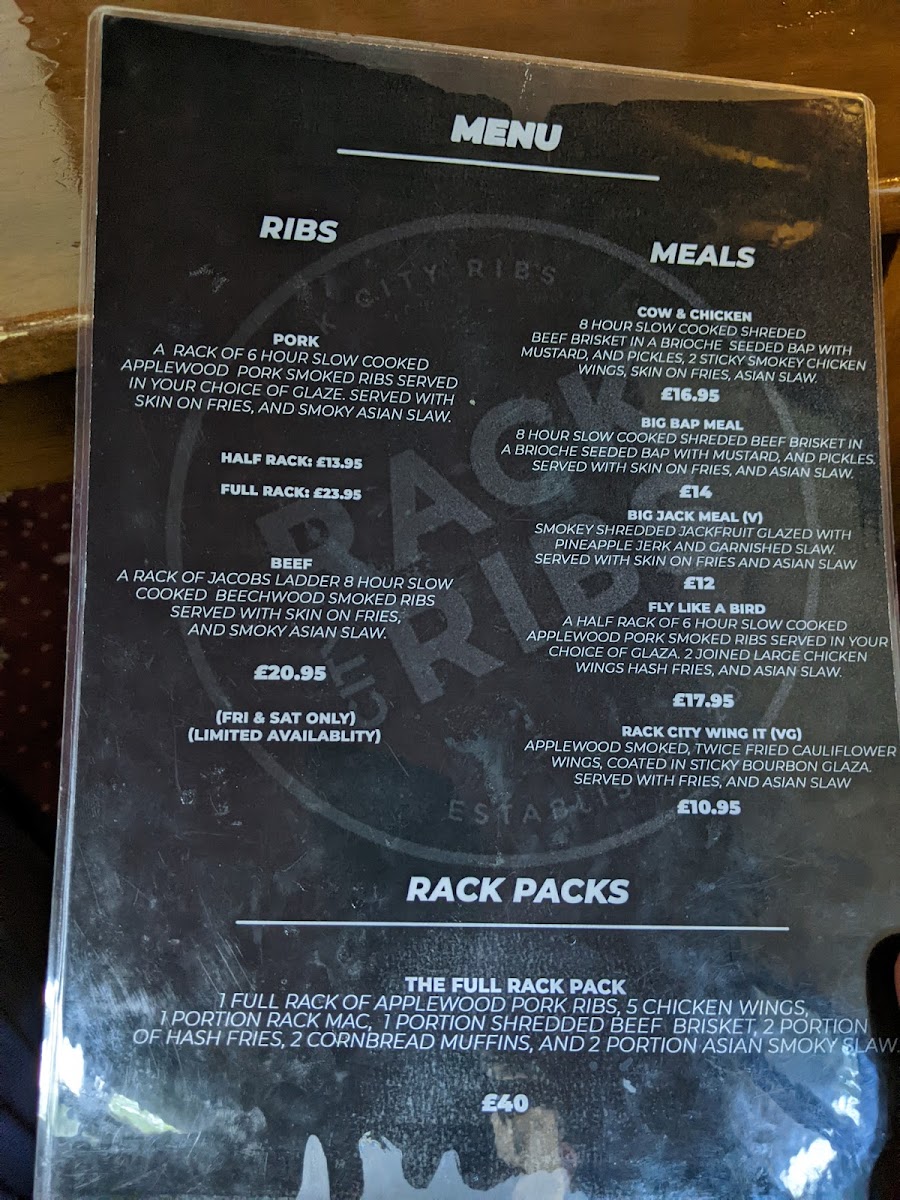 MENU
RIBS
PORK
A RACK OF 6 HOUR SLOW COOKED
APPLEWOOD PORK SMOKED RIBS SERVED
IN YOUR CHOICE OF GLAZE. SERVED WITH
SKIN ON FRIES, AND SMOKY ASIAN SLAW.
HALF RACK: £13.95
FULL RACK: £23.95
BEEF
A RACK OF JACOBS LADDER 8 HOUR SLOW
COOKED BEECHWOOD SMOKED RIBS
SERVED WITH SKIN ON FRIES,
AND SMOKY ASIAN SLAW.
£20.95
(FRI & SAT ONLY)
(LIMITED AVAILABLITY)
MEALS
COW & CHICKEN
8 HOUR SLOW COOKED SHREDED
BEEF BRISKET IN A BRIOCHE SEEDED BAP WITH
MUSTARD, AND PICKLES, 2 STICKY SMOKEY CHICKEN
WINGS, SKIN ON FRIES, ASIAN SLAW.
£16.95
BIG BAP MEAL
8 HOUR SLOW COOKED SHREDED BEEF BRISKET IN
A BRIOCHE SEEDED BAP WITH MUSTARD, AND PICKLES.
SERVED WITH SKIN ON FRIES, AND ASIAN SLAW.
£14
BIG JACK MEAL (V)
SMOKEY SHREDDED JACKFRUIT GLAZED WITH
PINEAPPLE JERK AND GARNISHED SLAW.
SERVED WITH SKIN ON FRIES AND ASIAN SLAW
£12
FLY LIKE A BIRD
A HALF RACK OF 6 HOUR SLOW COOKED
APPLEWOOD PORK SMOKED RIBS SERVED IN YOUR
CHOICE OF GLAZA. 2 JOINED LARGE CHICKEN
WINGS HASH FRIES, AND ASIAN SLAW.
£17.95
RACK CITY WING IT (VG)
APPLEWOOD SMOKED, TWICE FRIED CAULIFLOWER
WINGS, COATED IN STICKY BOURBON GLAZA.
SERVED WITH FRIES, AND ASIAN SLAW
£10.95
RACK PACKS
THE FULL RACK PACK
1 FULL RACK OF APPLEWOOD PORK RIBS, 5 CHICKEN WINGS,
1 PORTION RACK MAC, 1 PORTION SHREDDED BEEF BRISKET, 2 PORTION
OF HASH FRIES, 2 CORNBREAD MUFFINS, AND 2 PORTION ASIAN SMOKY SLAW.
£40
CITY RIBS
RACK
CITY
RIBS